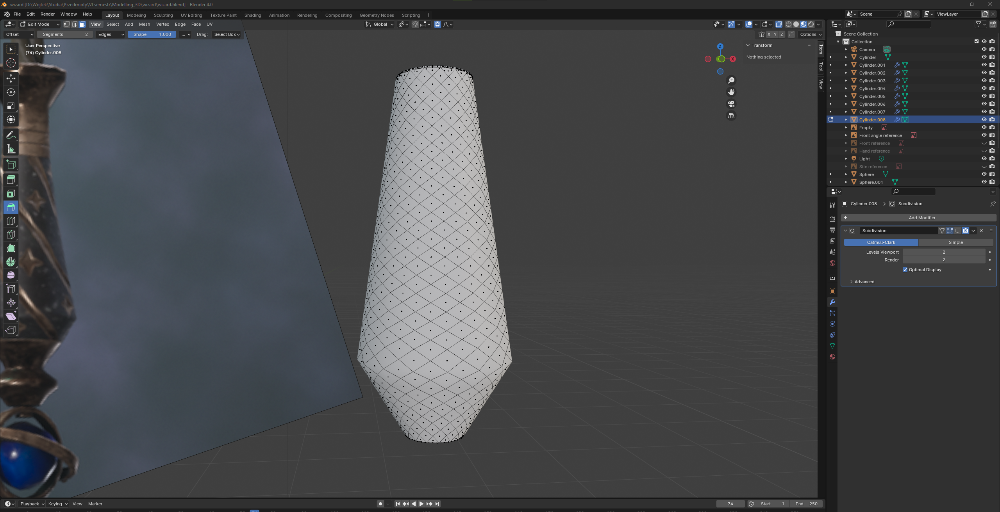 wizard [D:\Wojtek\Studia\Przedmioty\VI semestr\Modelling_3D\wizard\wizard.blend] - Blender 4.0
File Edit Render Window Help Layout Modeling Sculpting UV Editing Texture Paint Shading Animation Rendering Compositing Geometry Nodes Scripting + Scene ViewLayer
Edit Mode View Select Add Mesh Vertex Edge Face UV Global
Offset Segments 2 Edges Shape 1.000 ... Drag: Select Box X Y Z Options
User Perspective
(74) Cylinder.008
Z
X
Transform
Nothing selected
Item
Tool
View
Scene Collection
Collection
Camera
Cylinder
Cylinder.001
Cylinder.002
Cylinder.003
Cylinder.004
Cylinder.005
Cylinder.006
Cylinder.007
Cylinder.008
Empty
Front angle reference
Front reference
Hand reference
Light
Site reference
Sphere
Sphere.001
Cylinder.008 > Subdivision
+ Add Modifier
Subdivision
Catmull-Clark Simple
Levels Viewport 2
Render 2
Optimal Display
Advanced
Playback Keying View Marker 74 Start 1 End 250